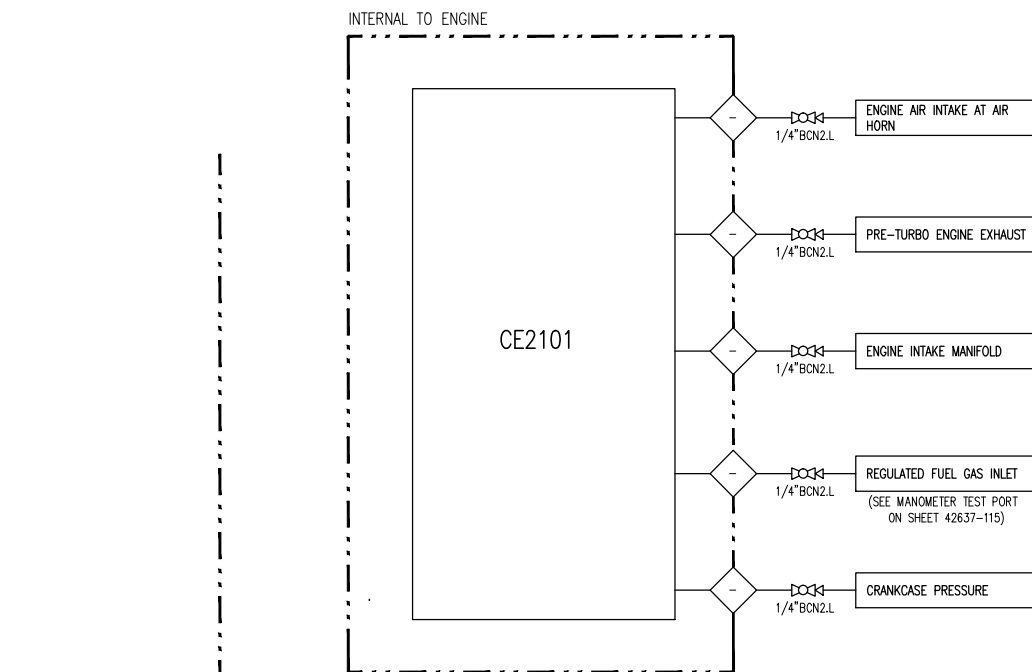 INTERNAL TO ENGINE
ENGINE AIR INTAKE AT AIR
HORN
1/4"BCN2.L
PRE-TURBO ENGINE EXHAUST
1/4"BCN2.L
CE2101
ENGINE INTAKE MANIFOLD
1/4"BCN2.L
REGULATED FUEL GAS INLET
1/4"BCN2.L
(SEE MANOMETER TEST PORT
ON SHEET 42637-115)
CRANKCASE PRESSURE
1/4"BCN2.L